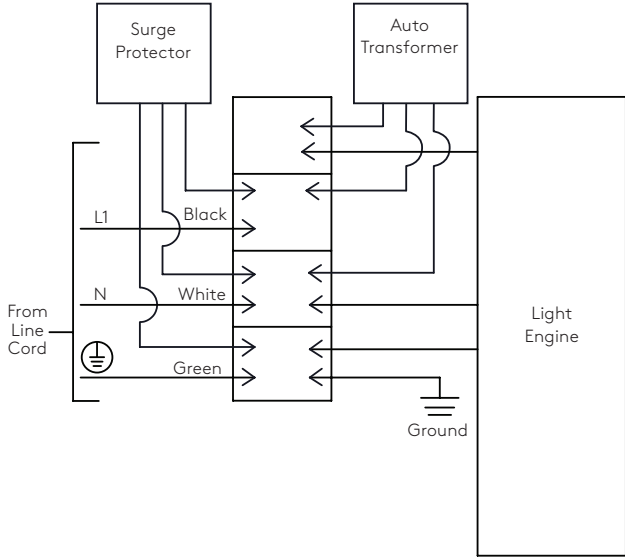 Surge
Protector
Auto
Transformer
L1
Black
N
White
From
Line
Cord
Light
Engine
Green
Ground